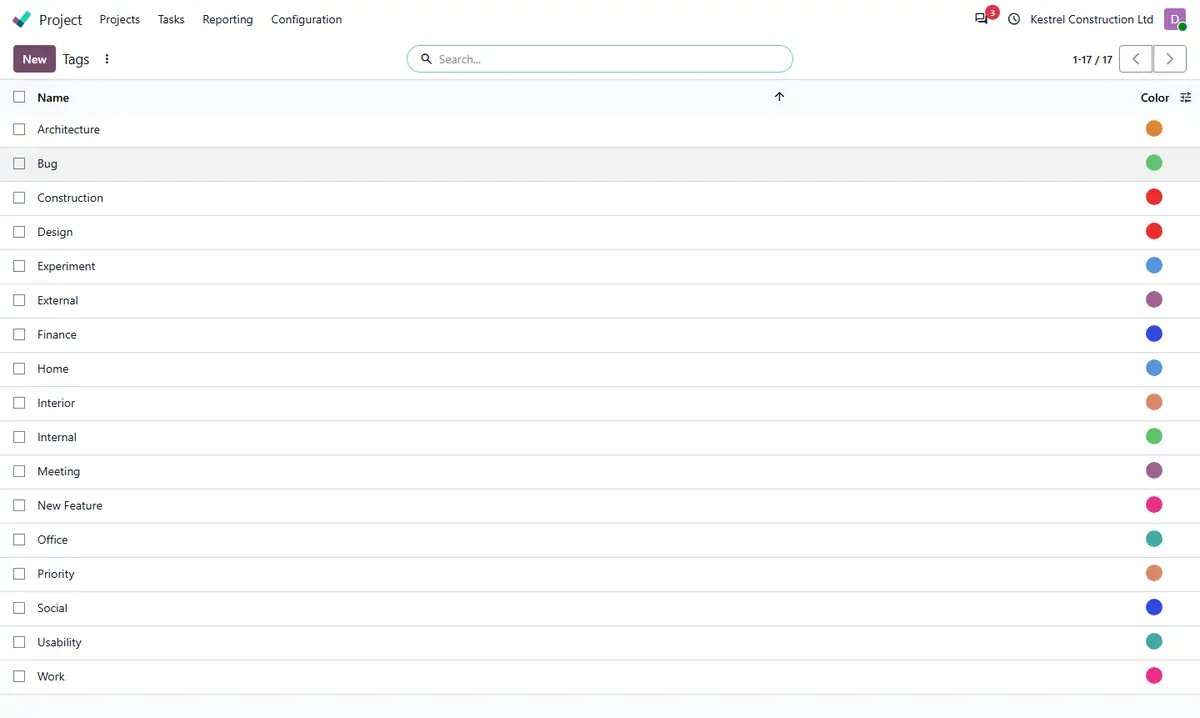 Project Projects Tasks Reporting Configuration 3 Kestrel Construction Ltd D
New Tags Search... 1-17 / 17
Name Color
Architecture
Bug
Construction
Design
Experiment
External
Finance
Home
Interior
Internal
Meeting
New Feature
Office
Priority
Social
Usability
Work